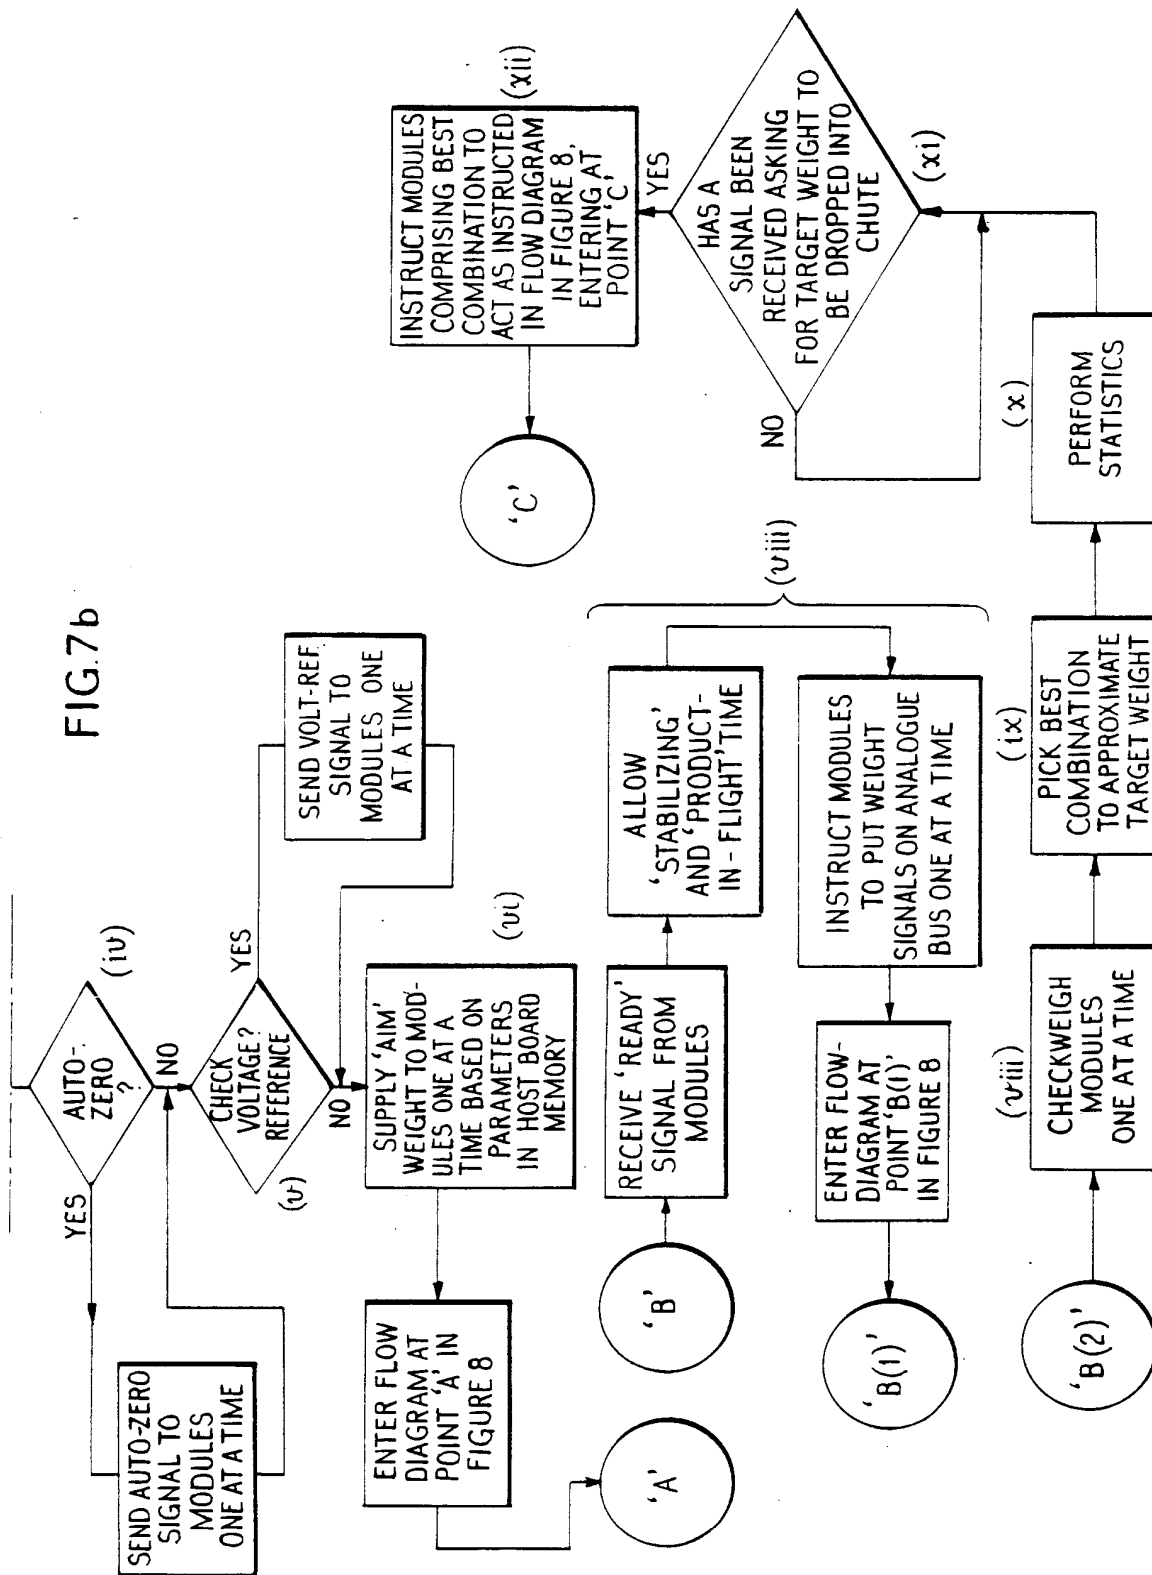 FIG.7b
AUTO-
ZERO
?
(iv)
YES
NO
SEND AUTO-ZERO
SIGNAL TO
MODULES
ONE AT A TIME
CHECK
VOLTAGE?
REFERENCE
(v)
YES
NO
SEND VOLT-REF.
SIGNAL TO
MODULES ONE
AT A TIME
SUPPLY 'AIM'
WEIGHT TO MOD-
ULES ONE AT A
TIME BASED ON
PARAMETERS
IN HOST BOARD
MEMORY
(vi)
ENTER FLOW
DIAGRAM AT
POINT 'A' IN
FIGURE 8
'A'
'B'
RECEIVE 'READY'
SIGNAL FROM
MODULES
ALLOW
'STABILIZING'
AND 'PRODUCT-
IN-FLIGHT' TIME
(viii)
INSTRUCT MODULES
TO PUT WEIGHT
SIGNALS ON ANALOGUE
BUS ONE AT A TIME
ENTER FLOW-
DIAGRAM AT
POINT 'B(1)'
IN FIGURE 8
'B(1)'
'B(2)'
(viii)
CHECKWEIGH
MODULES
ONE AT A TIME
(ix)
PICK BEST
COMBINATION
TO APPROXIMATE
TARGET WEIGHT
(x)
PERFORM
STATISTICS
HAS A
SIGNAL BEEN
RECEIVED ASKING
FOR TARGET WEIGHT TO
BE DROPPED INTO
CHUTE
(xi)
NO
YES
INSTRUCT MODULES
COMPRISING BEST
COMBINATION TO
ACT AS INSTRUCTED
IN FLOW DIAGRAM
IN FIGURE 8,
ENTERING AT
POINT 'C'
(xii)
'C'